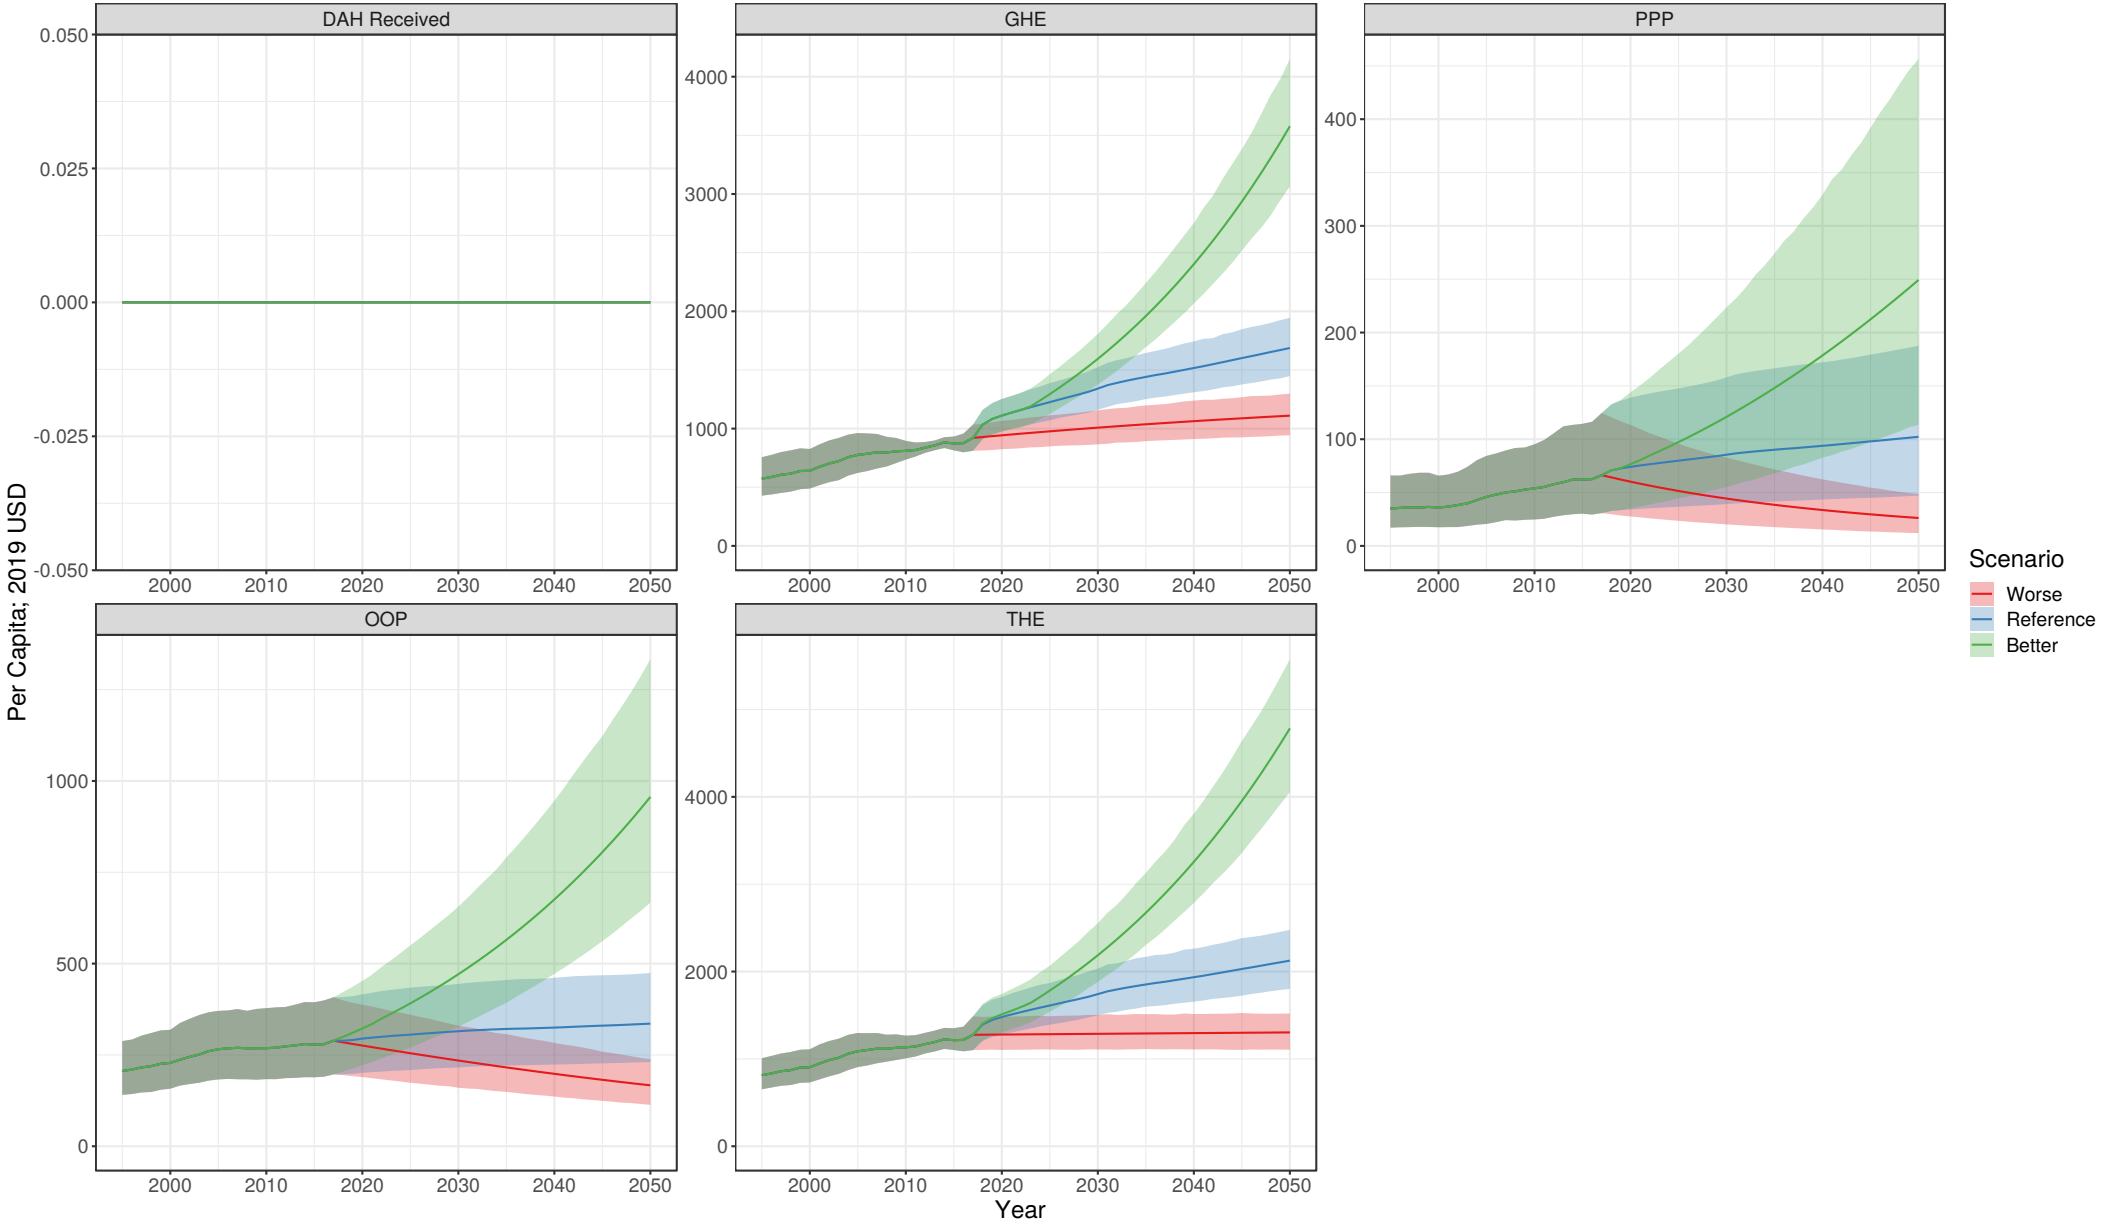 DAH Received
GHE
PPP
0.050
0.025
0.000
-0.025
-0.050
4000
3000
2000
1000
0
400
300
200
100
0
2000 2010 2020 2030 2040 2050
2000 2010 2020 2030 2040 2050
2000 2010 2020 2030 2040 2050
OOP
THE
1000
500
0
4000
2000
0
2000 2010 2020 2030 2040 2050
2000 2010 2020 2030 2040 2050
Year
Per Capita; 2019 USD
Scenario
Worse
Reference
Better